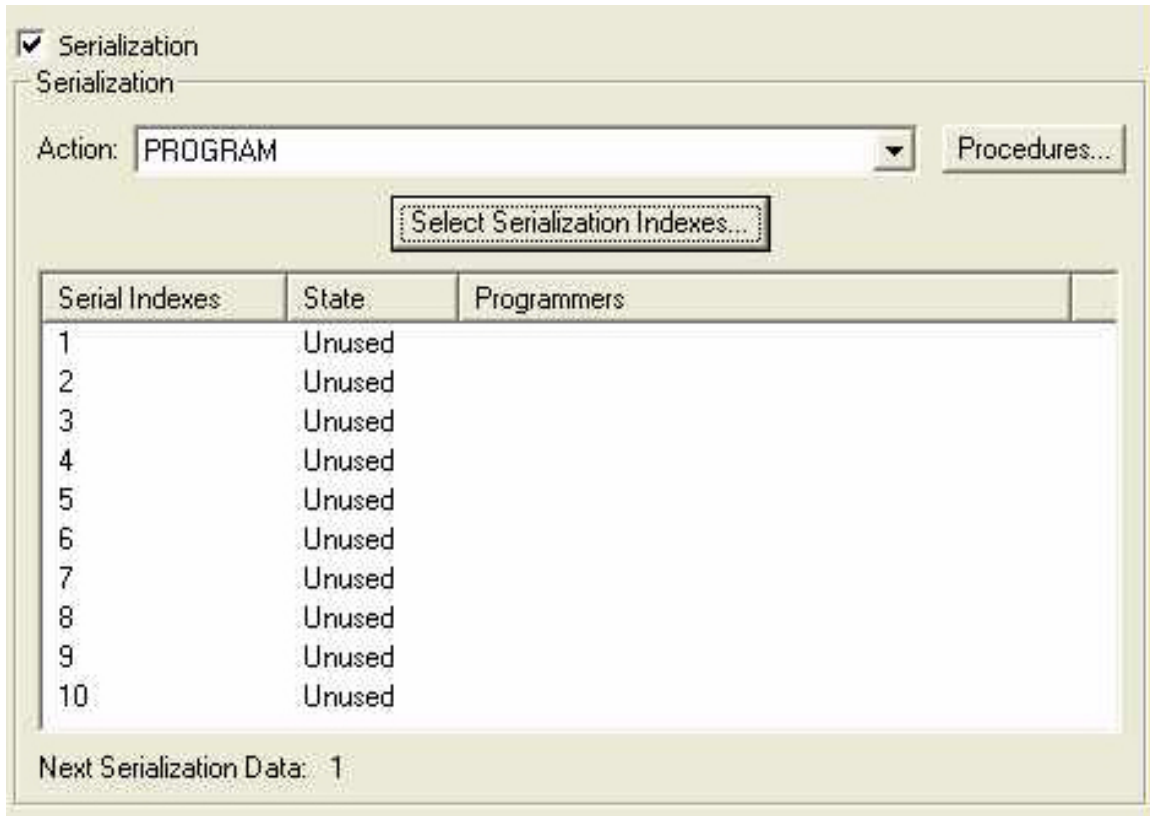 Serialization
Serialization
Action: PROGRAM Procedures...
Select Serialization Indexes...
Serial Indexes State Programmers
1 Unused
2 Unused
3 Unused
4 Unused
5 Unused
6 Unused
7 Unused
8 Unused
9 Unused
10 Unused
Next Serialization Data: 1